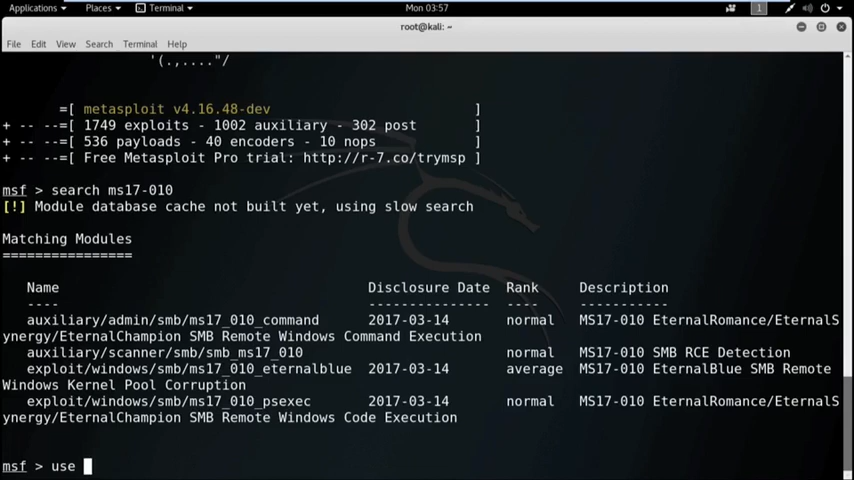 Applications Places Terminal Mon 03:57 1
root@kali: ~
File Edit View Search Terminal Help
'(.,...."/
=[ metasploit v4.16.48-dev ]
+ -- --=[ 1749 exploits - 1002 auxiliary - 302 post ]
+ -- --=[ 536 payloads - 40 encoders - 10 nops ]
+ -- --=[ Free Metasploit Pro trial: http://r-7.co/trymsp ]
msf > search ms17-010
[!] Module database cache not built yet, using slow search
Matching Modules
================
Name Disclosure Date Rank Description
---- --------------- ---- -----------
auxiliary/admin/smb/ms17_010_command 2017-03-14 normal MS17-010 EternalRomance/EternalS
ynergy/EternalChampion SMB Remote Windows Command Execution
auxiliary/scanner/smb/smb_ms17_010 normal MS17-010 SMB RCE Detection
exploit/windows/smb/ms17_010_eternalblue 2017-03-14 average MS17-010 EternalBlue SMB Remote
Windows Kernel Pool Corruption
exploit/windows/smb/ms17_010_psexec 2017-03-14 normal MS17-010 EternalRomance/EternalS
ynergy/EternalChampion SMB Remote Windows Code Execution
msf > use